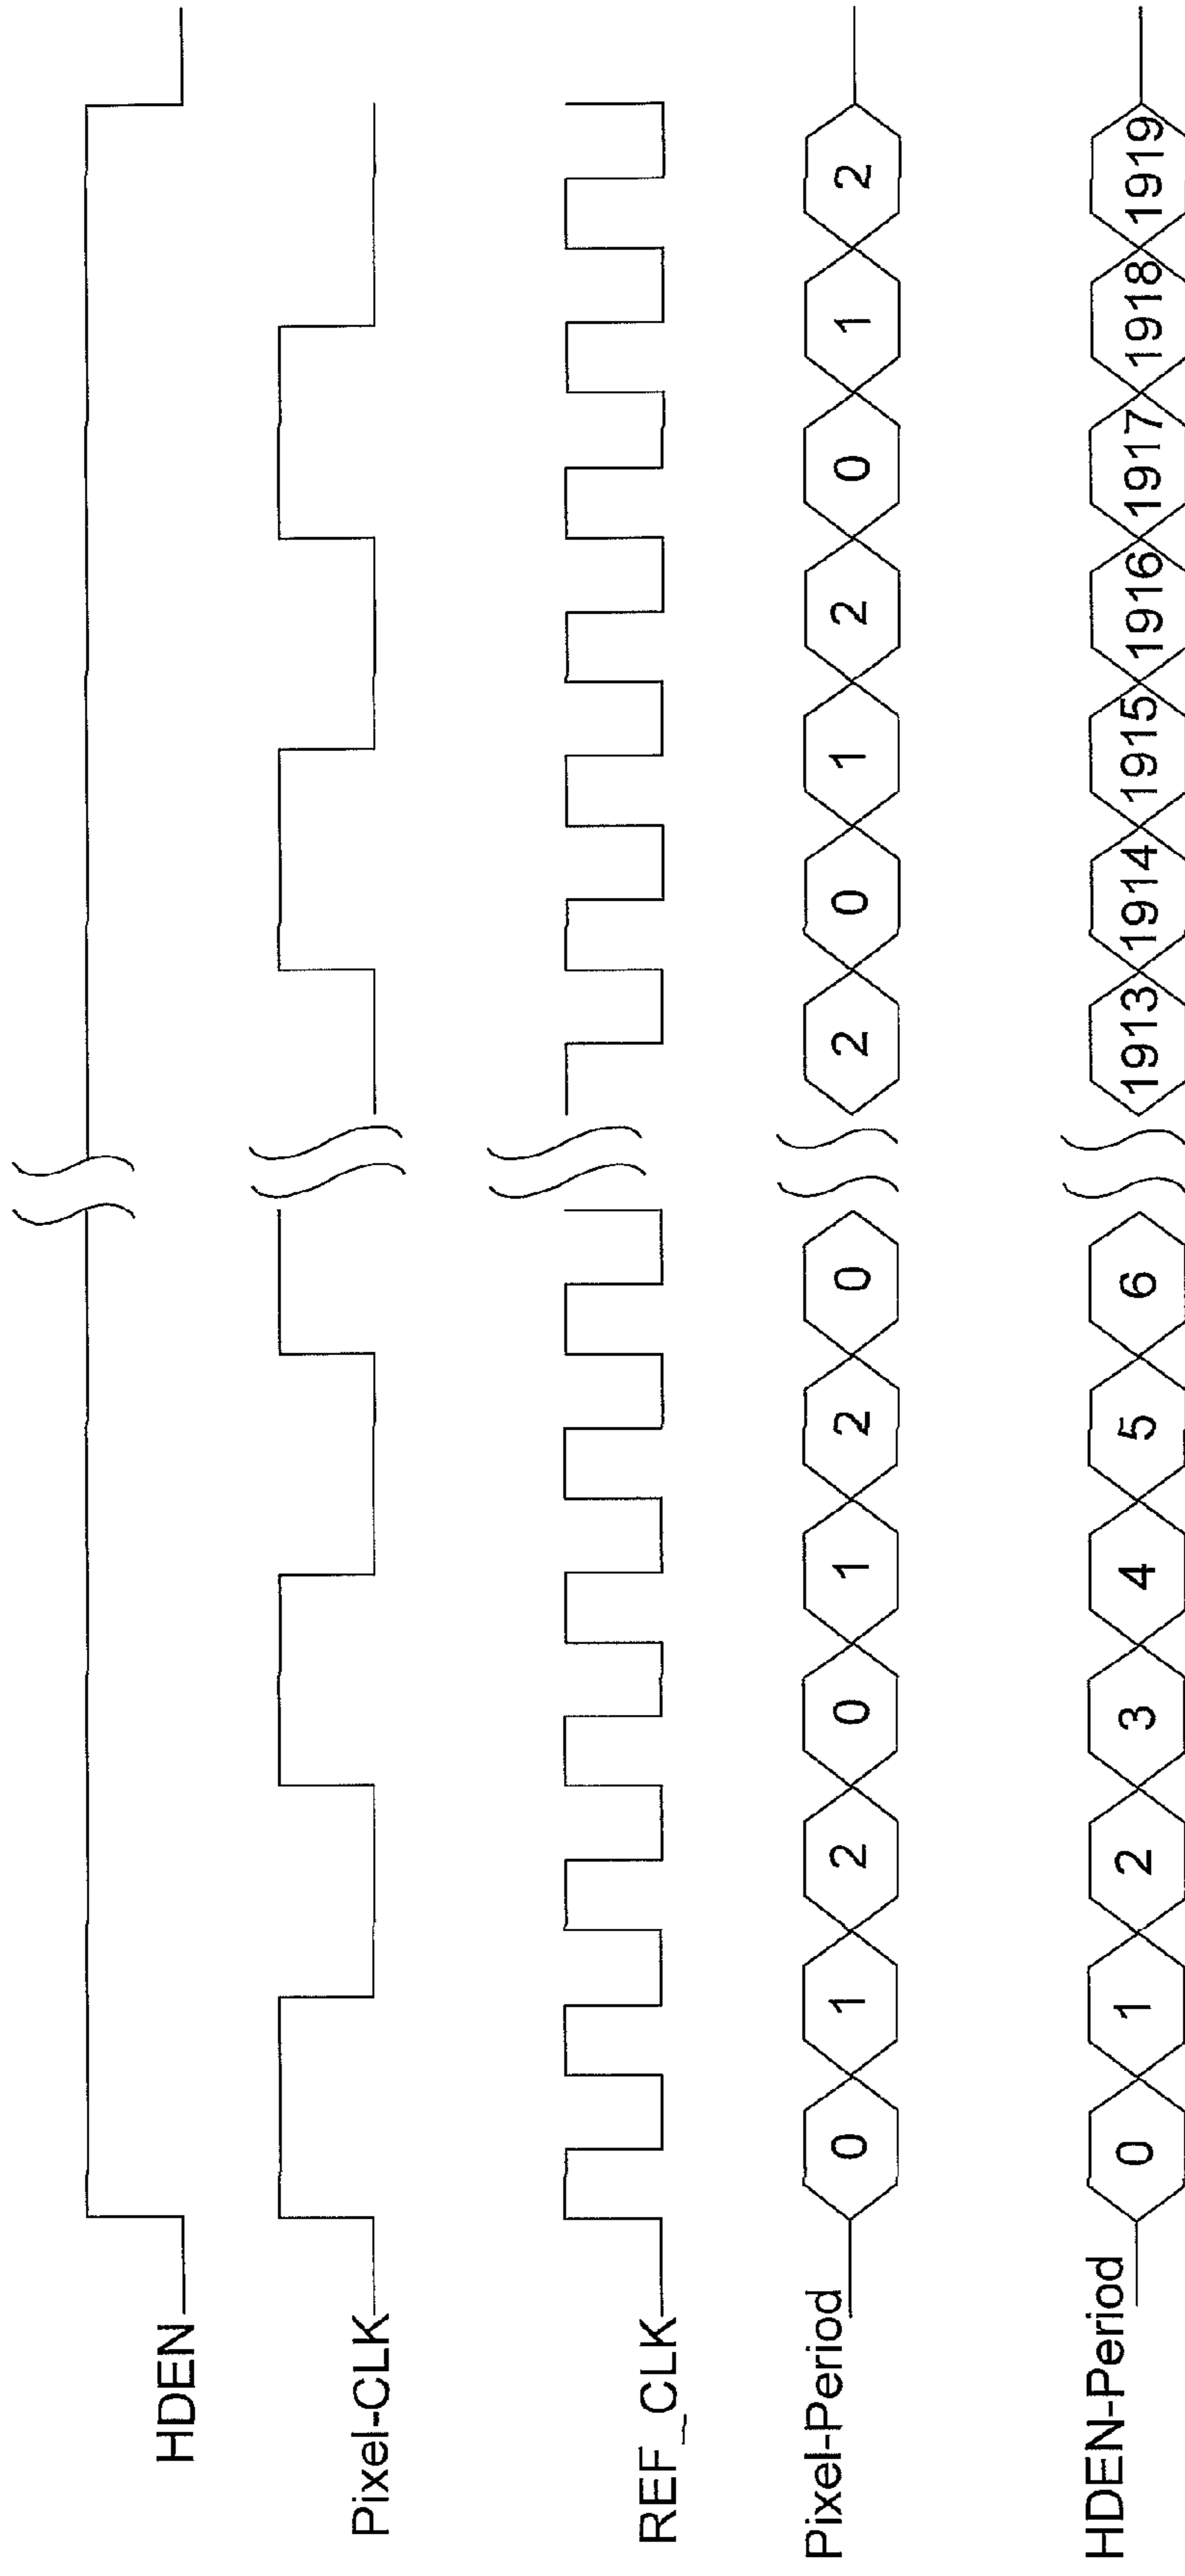 HDEN
Pixel-CLK
REF_CLK
Pixel-Period 0 1 2 0 1 2 0 2 0 1 2 0 1 2
HDEN-Period 0 1 2 3 4 5 6 1913 1914 1915 1916 1917 1918 1919